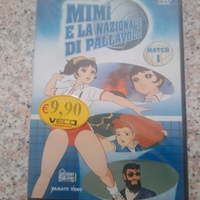 MIMÌ
E LA NAZIONALE
DI PALLAVOLO
MATCH
1
€ 9,90
VECO
YAMATO VIDEO